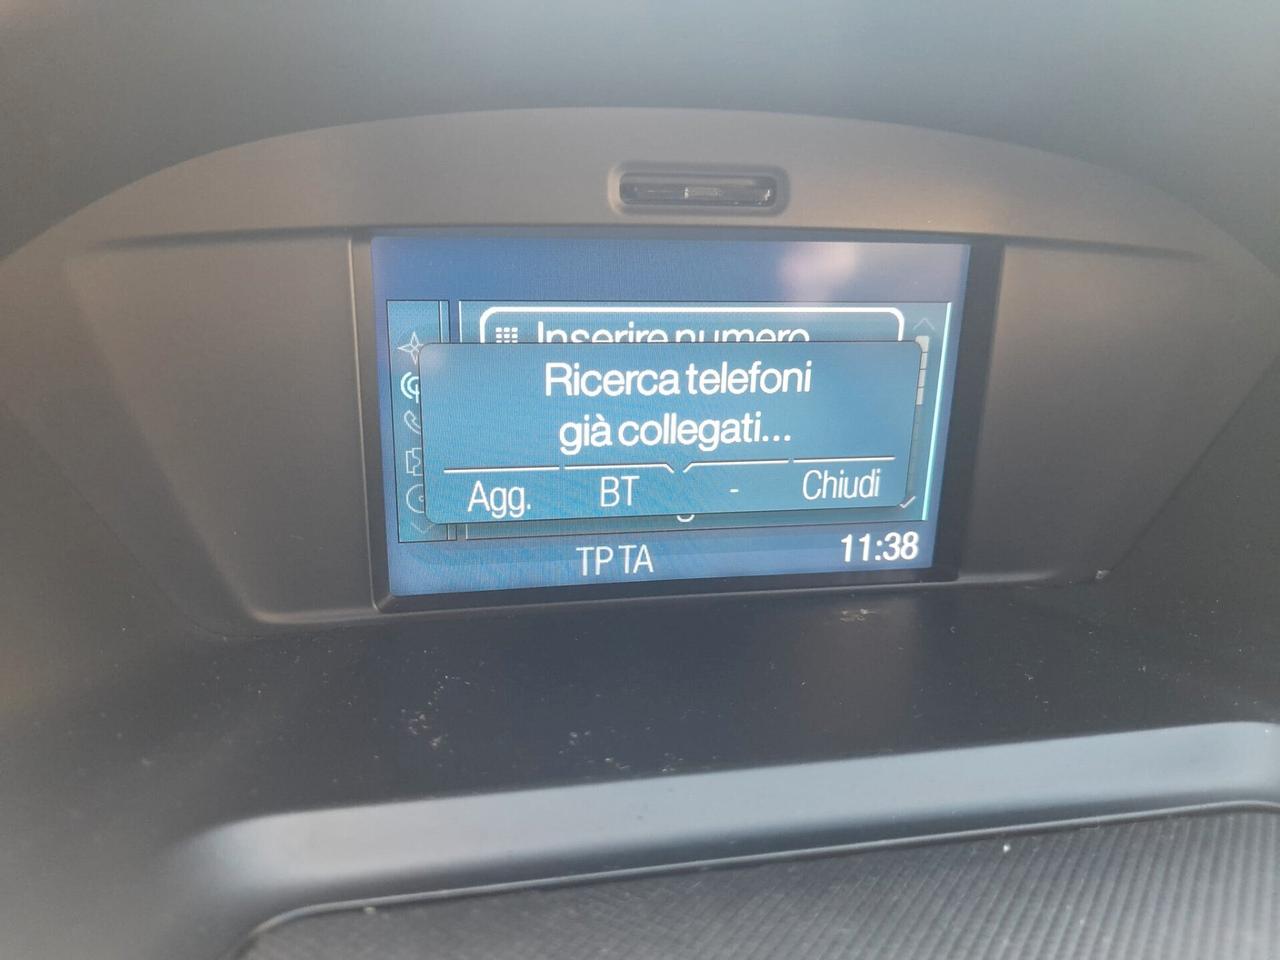 Inserire numero
Ricerca telefoni
già collegati...
Agg. BT - Chiudi
TP TA 11:38